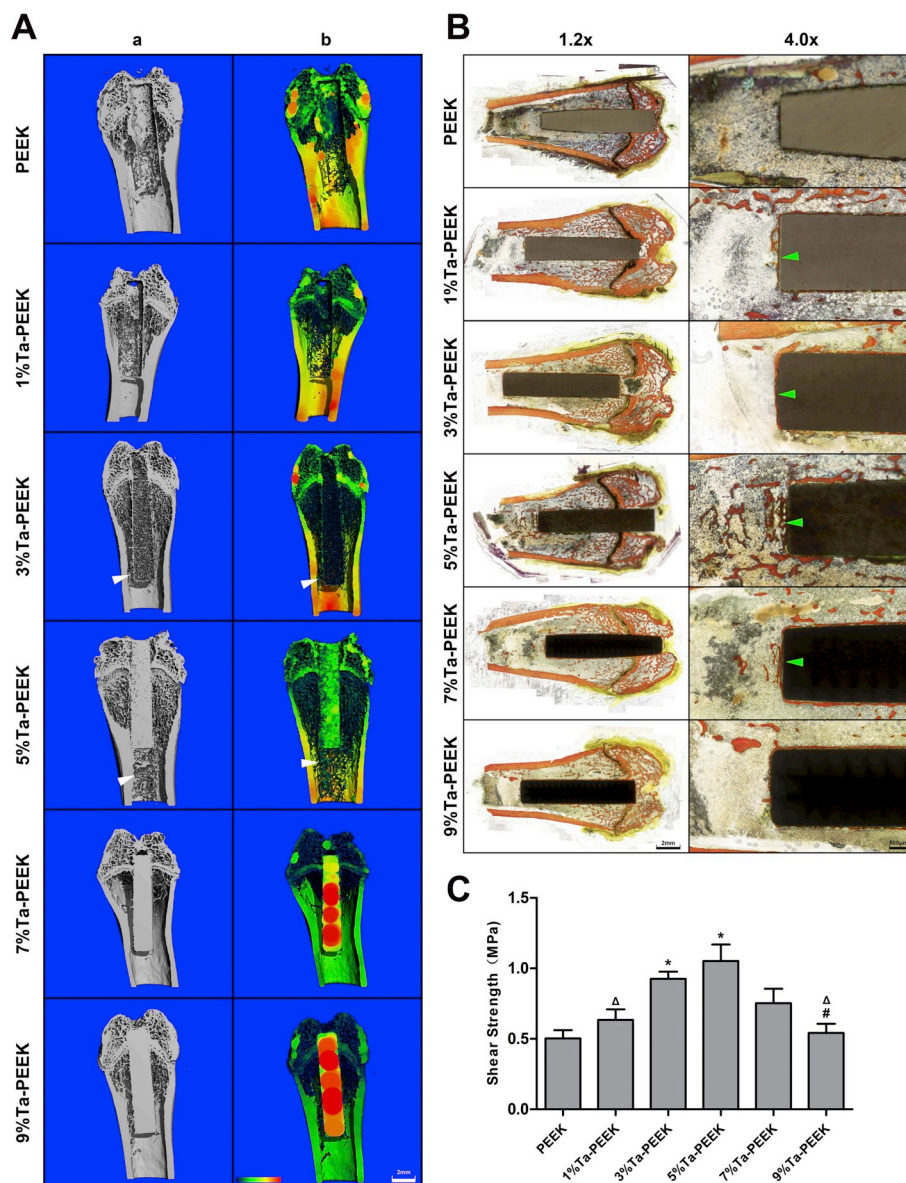 A
a b
PEEK
1%Ta-PEEK
3%Ta-PEEK
5%Ta-PEEK
7%Ta-PEEK
9%Ta-PEEK
2mm
B
1.2x 4.0x
PEEK
1%Ta-PEEK
3%Ta-PEEK
5%Ta-PEEK
7%Ta-PEEK
9%Ta-PEEK
2mm 500μm
C
Shear Strength (MPa)
1.5
1.0
0.5
0.0
Δ
*
*
Δ
#
PEEK
1%Ta-PEEK
3%Ta-PEEK
5%Ta-PEEK
7%Ta-PEEK
9%Ta-PEEK